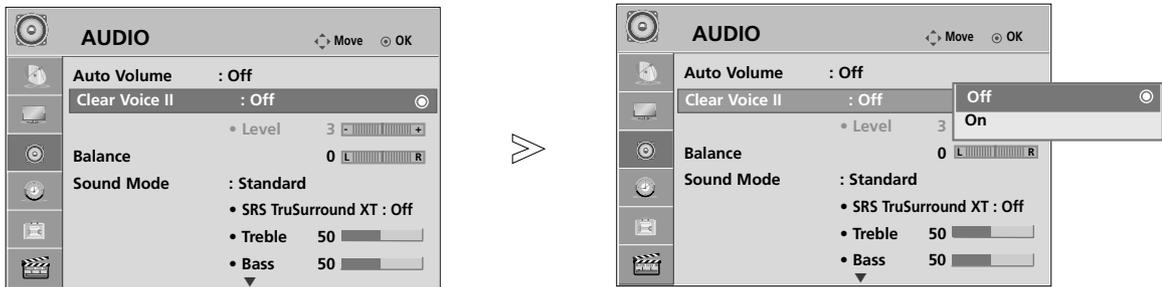 AUDIO
Move OK
Auto Volume : Off
Clear Voice II : Off
• Level 3 - +
Balance 0 L R
Sound Mode : Standard
• SRS TruSurround XT : Off
• Treble 50
• Bass 50
AUDIO
Move OK
Auto Volume : Off
Clear Voice II : Off
• Level 3
Off
On
Balance 0 L R
Sound Mode : Standard
• SRS TruSurround XT : Off
• Treble 50
• Bass 50